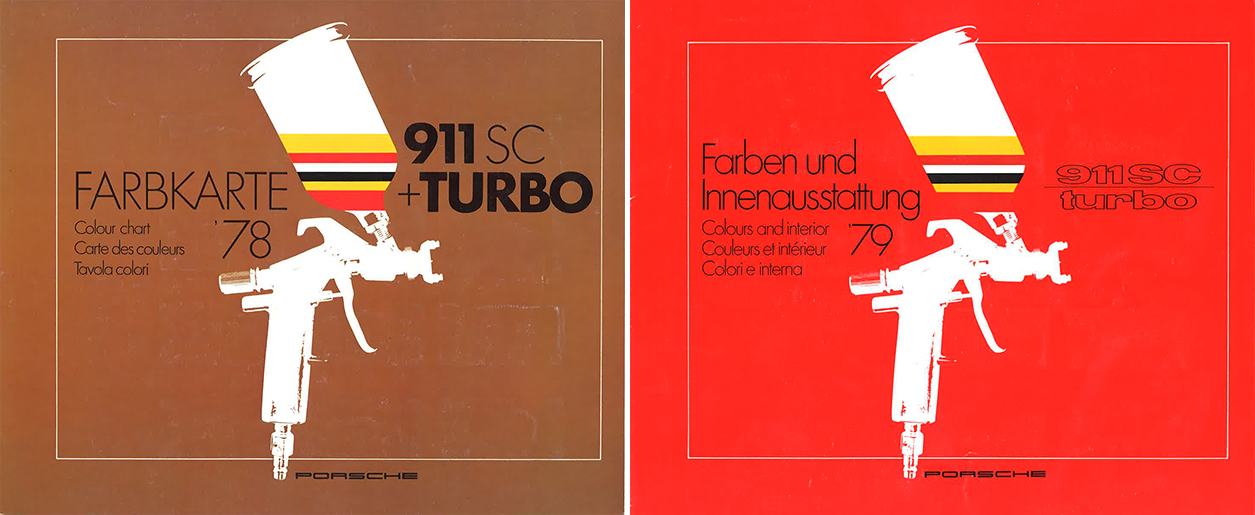 FARBKARTE '78
Colour chart
Carte des couleurs
Tavola colori
911 SC
+TURBO
PORSCHE
Farben und
Innenausstattung
Colours and interior '79
Couleurs et intérieur
Colori e interna
911SC
turbo
PORSCHE